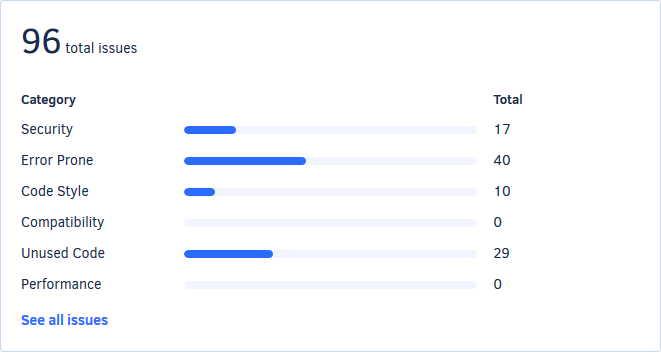 96 total issues
Category Total
Security 17
Error Prone 40
Code Style 10
Compatibility 0
Unused Code 29
Performance 0
See all issues